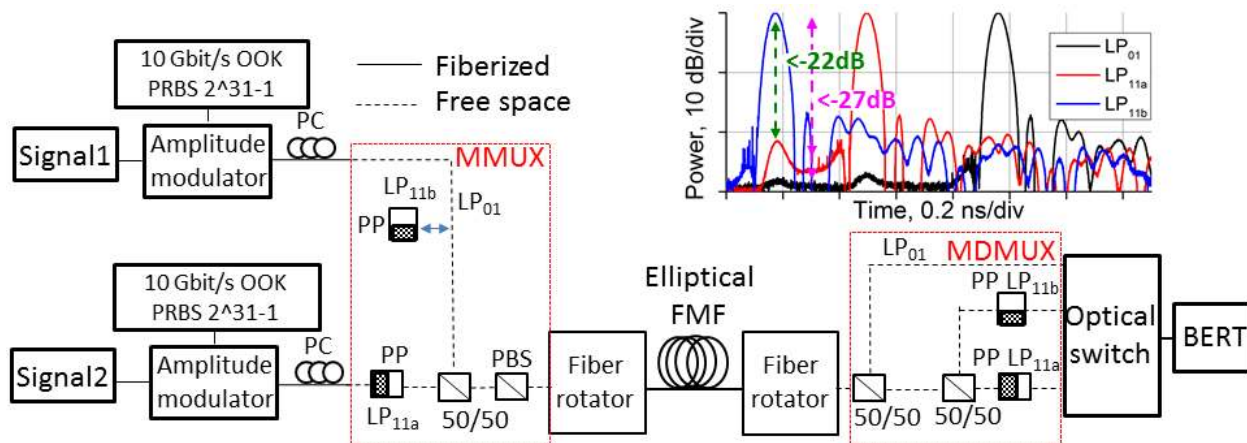 10 Gbit/s OOK
PRBS 2^31-1
Fiberized
Free space
PC
Signal1
Amplitude
modulator
MMUX
LP11b
PP
LP01
10 Gbit/s OOK
PRBS 2^31-1
PC
Signal2
Amplitude
modulator
PP
LP11a
50/50
PBS
Fiber
rotator
Elliptical
FMF
Fiber
rotator
Power, 10 dB/div
<-22dB
<-27dB
LP01
LP11a
LP11b
Time, 0.2 ns/div
LP01
MDMUX
PP LP11b
PP LP11a
50/50
50/50
Optical
switch
BERT